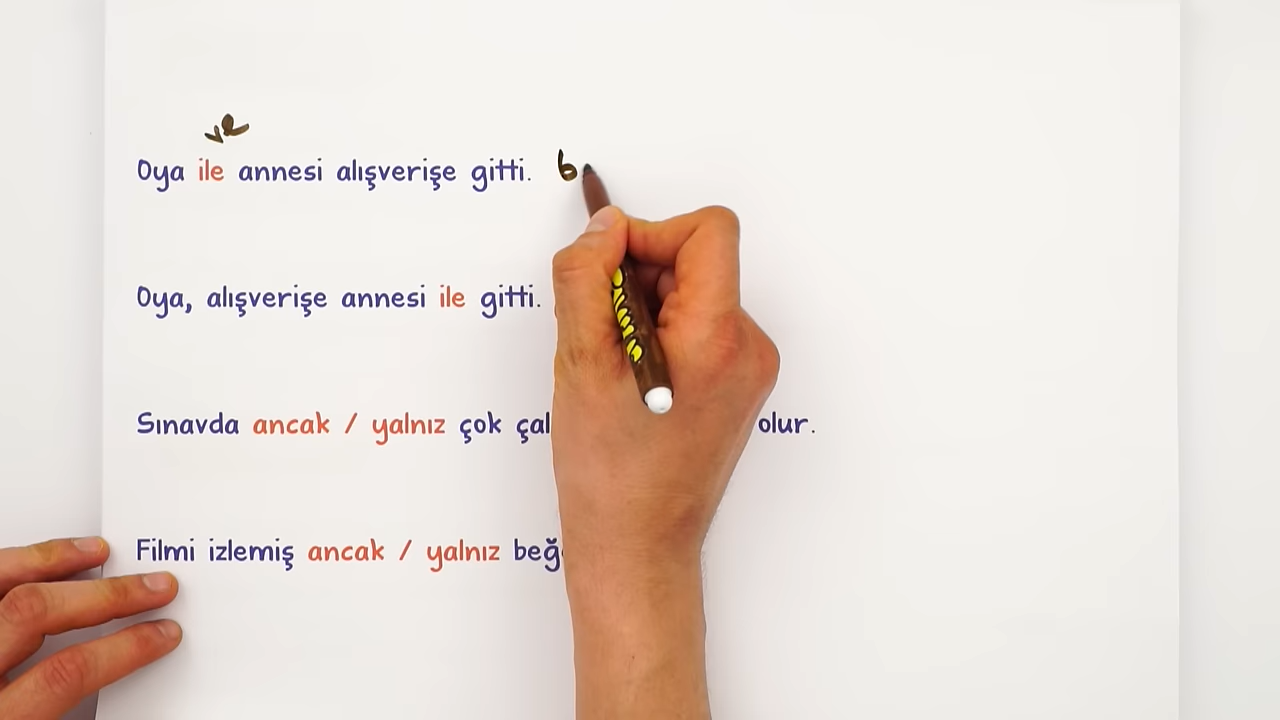 ve
Oya ile annesi alışverişe gitti. b
Oya, alışverişe annesi ile gitti.
Sınavda ancak / yalnız çok çal olur.
Filmi izlemiş ancak / yalnız beğ